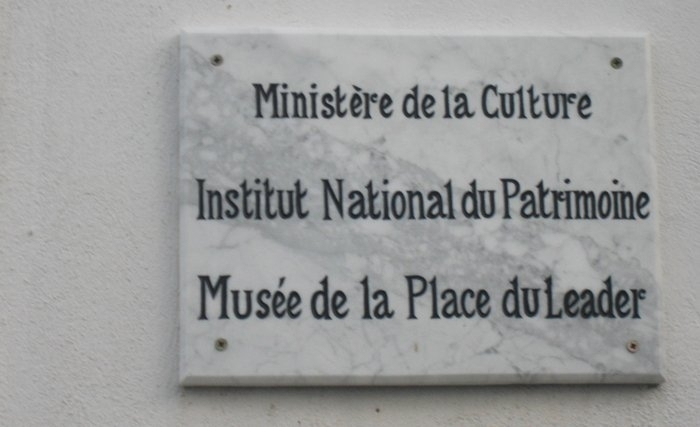 Ministère de la Culture
Institut National du Patrimoine
Musée de la Place du Leader